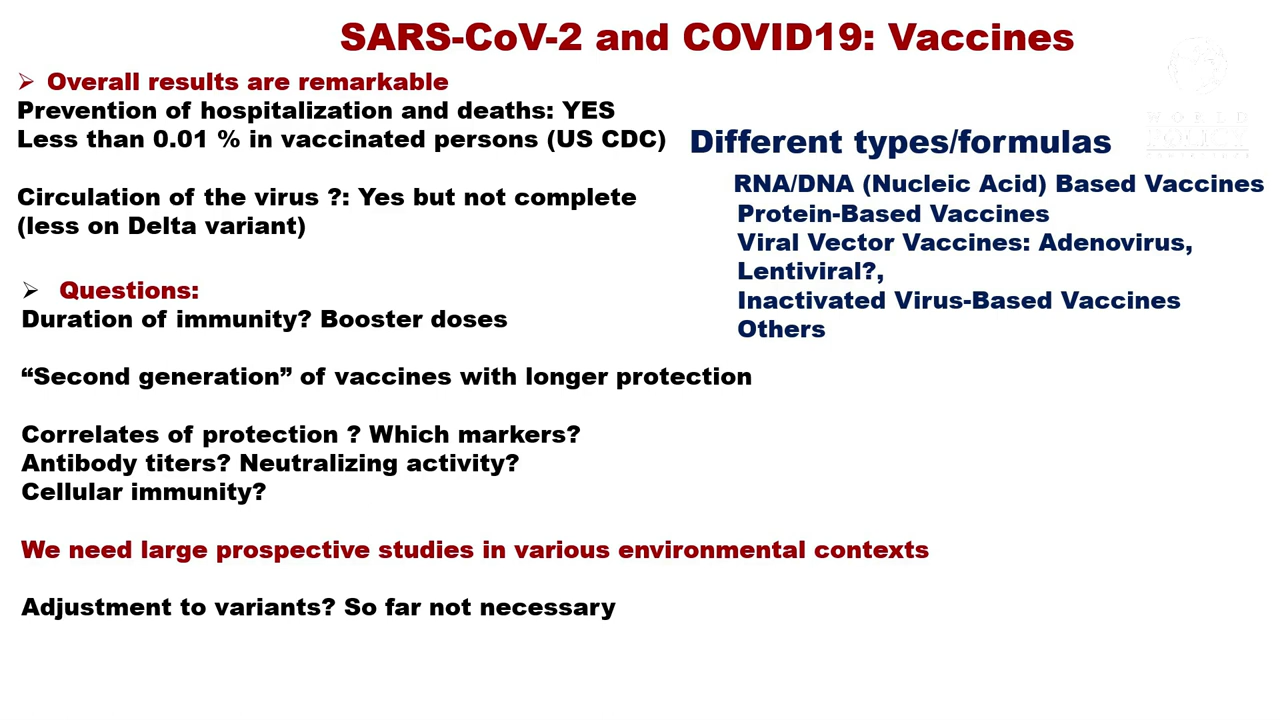 SARS-CoV-2 and COVID19: Vaccines
➢ Overall results are remarkable
Prevention of hospitalization and deaths: YES
Less than 0.01 % in vaccinated persons (US CDC)
Circulation of the virus ?: Yes but not complete
(less on Delta variant)
➢ Questions:
Duration of immunity? Booster doses
“Second generation” of vaccines with longer protection
Correlates of protection ? Which markers?
Antibody titers? Neutralizing activity?
Cellular immunity?
We need large prospective studies in various environmental contexts
Adjustment to variants? So far not necessary
Different types/formulas
RNA/DNA (Nucleic Acid) Based Vaccines
Protein-Based Vaccines
Viral Vector Vaccines: Adenovirus,
Lentiviral?,
Inactivated Virus-Based Vaccines
Others
WORLD
POLICY
CONFERENCE